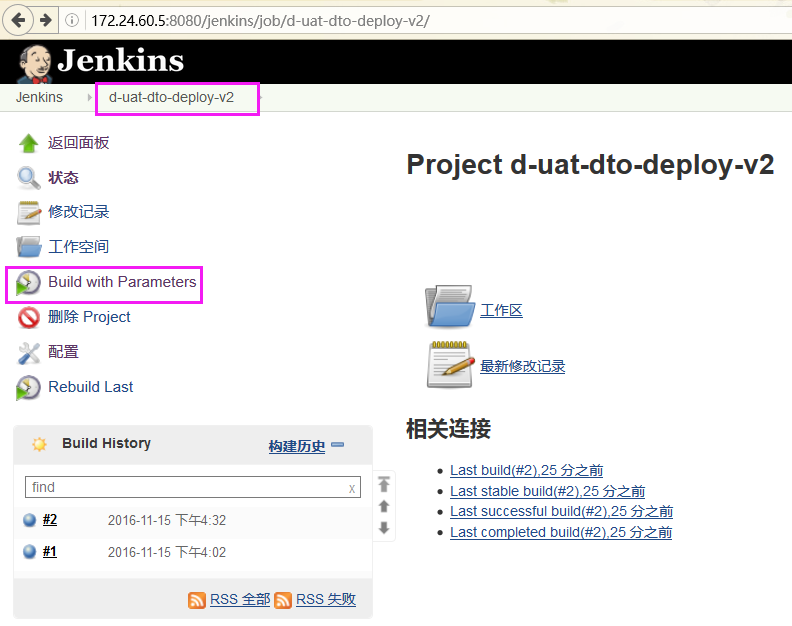 172.24.60.5:8080/jenkins/job/d-uat-dto-deploy-v2/
Jenkins
Jenkins d-uat-dto-deploy-v2
返回面板
状态
修改记录
工作空间
Build with Parameters
删除 Project
配置
Rebuild Last
Build History 构建历史
find x
#2 2016-11-15 下午4:32
#1 2016-11-15 下午4:02
RSS 全部 RSS 失败
Project d-uat-dto-deploy-v2
工作区
最新修改记录
相关连接
Last build(#2),25 分之前
Last stable build(#2),25 分之前
Last successful build(#2),25 分之前
Last completed build(#2),25 分之前